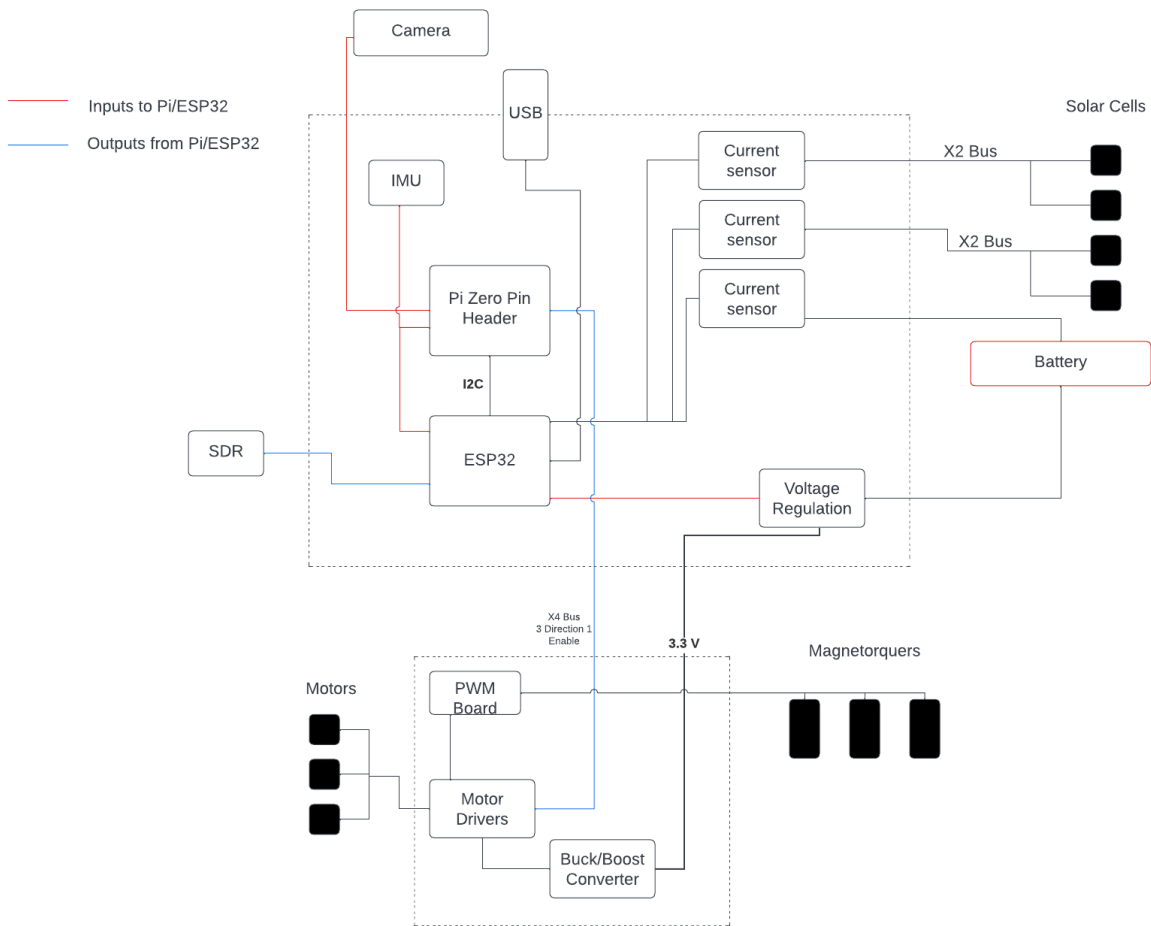 Camera
Inputs to Pi/ESP32
Outputs from Pi/ESP32
USB
Solar Cells
Current
sensor
X2 Bus
IMU
Current
sensor
X2 Bus
Current
sensor
Pi Zero Pin
Header
Battery
I2C
SDR
ESP32
Voltage
Regulation
X4 Bus
3 Direction 1
Enable
3.3 V
Magnetorquers
Motors
PWM
Board
Motor
Drivers
Buck/Boost
Converter